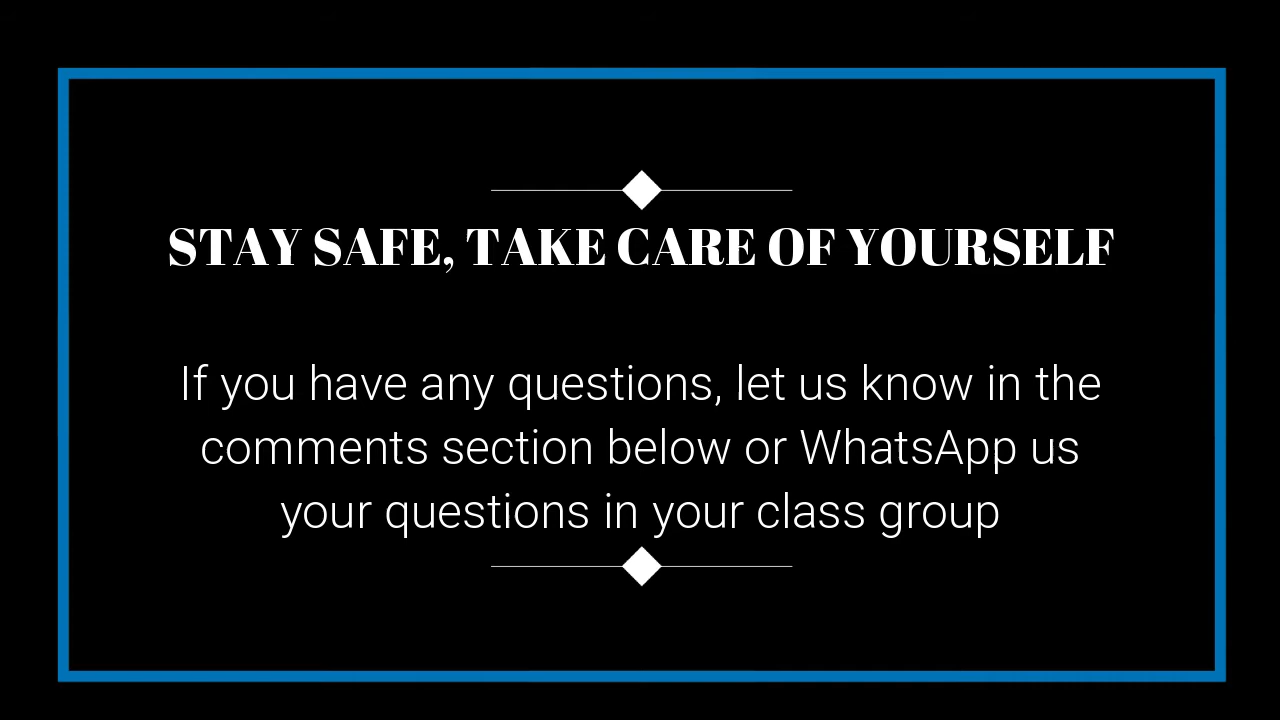 STAY SAFE, TAKE CARE OF YOURSELF
If you have any questions, let us know in the
comments section below or WhatsApp us
your questions in your class group